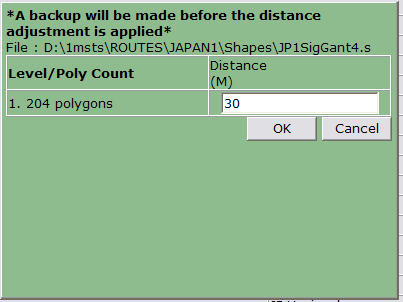 *A backup will be made before the distance
adjustment is applied*
File : D:\1msts\ROUTES\JAPAN1\Shapes\JP1SigGant4.s
Level/Poly Count
Distance
(M)
1. 204 polygons
30
OK
Cancel